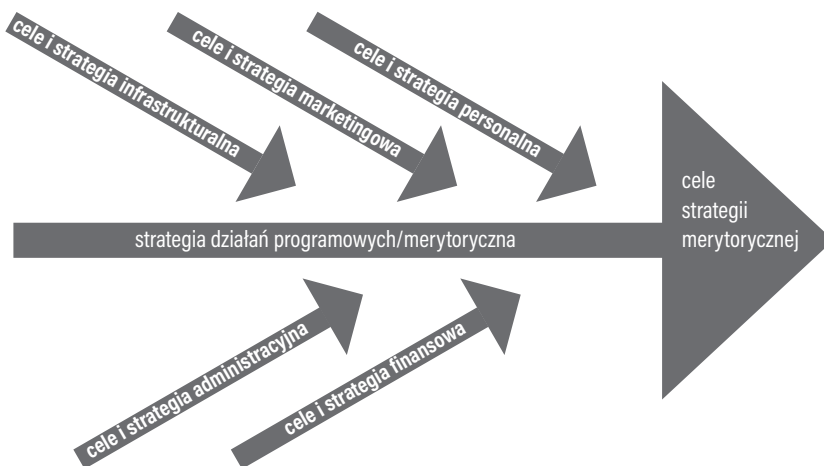 cele i strategia infrastrukturalna
cele i strategia marketingowa
cele i strategia personalna
cele
strategii
merytorycznej
strategia działań programowych/merytoryczna
cele i strategia administracyjna
cele i strategia finansowa